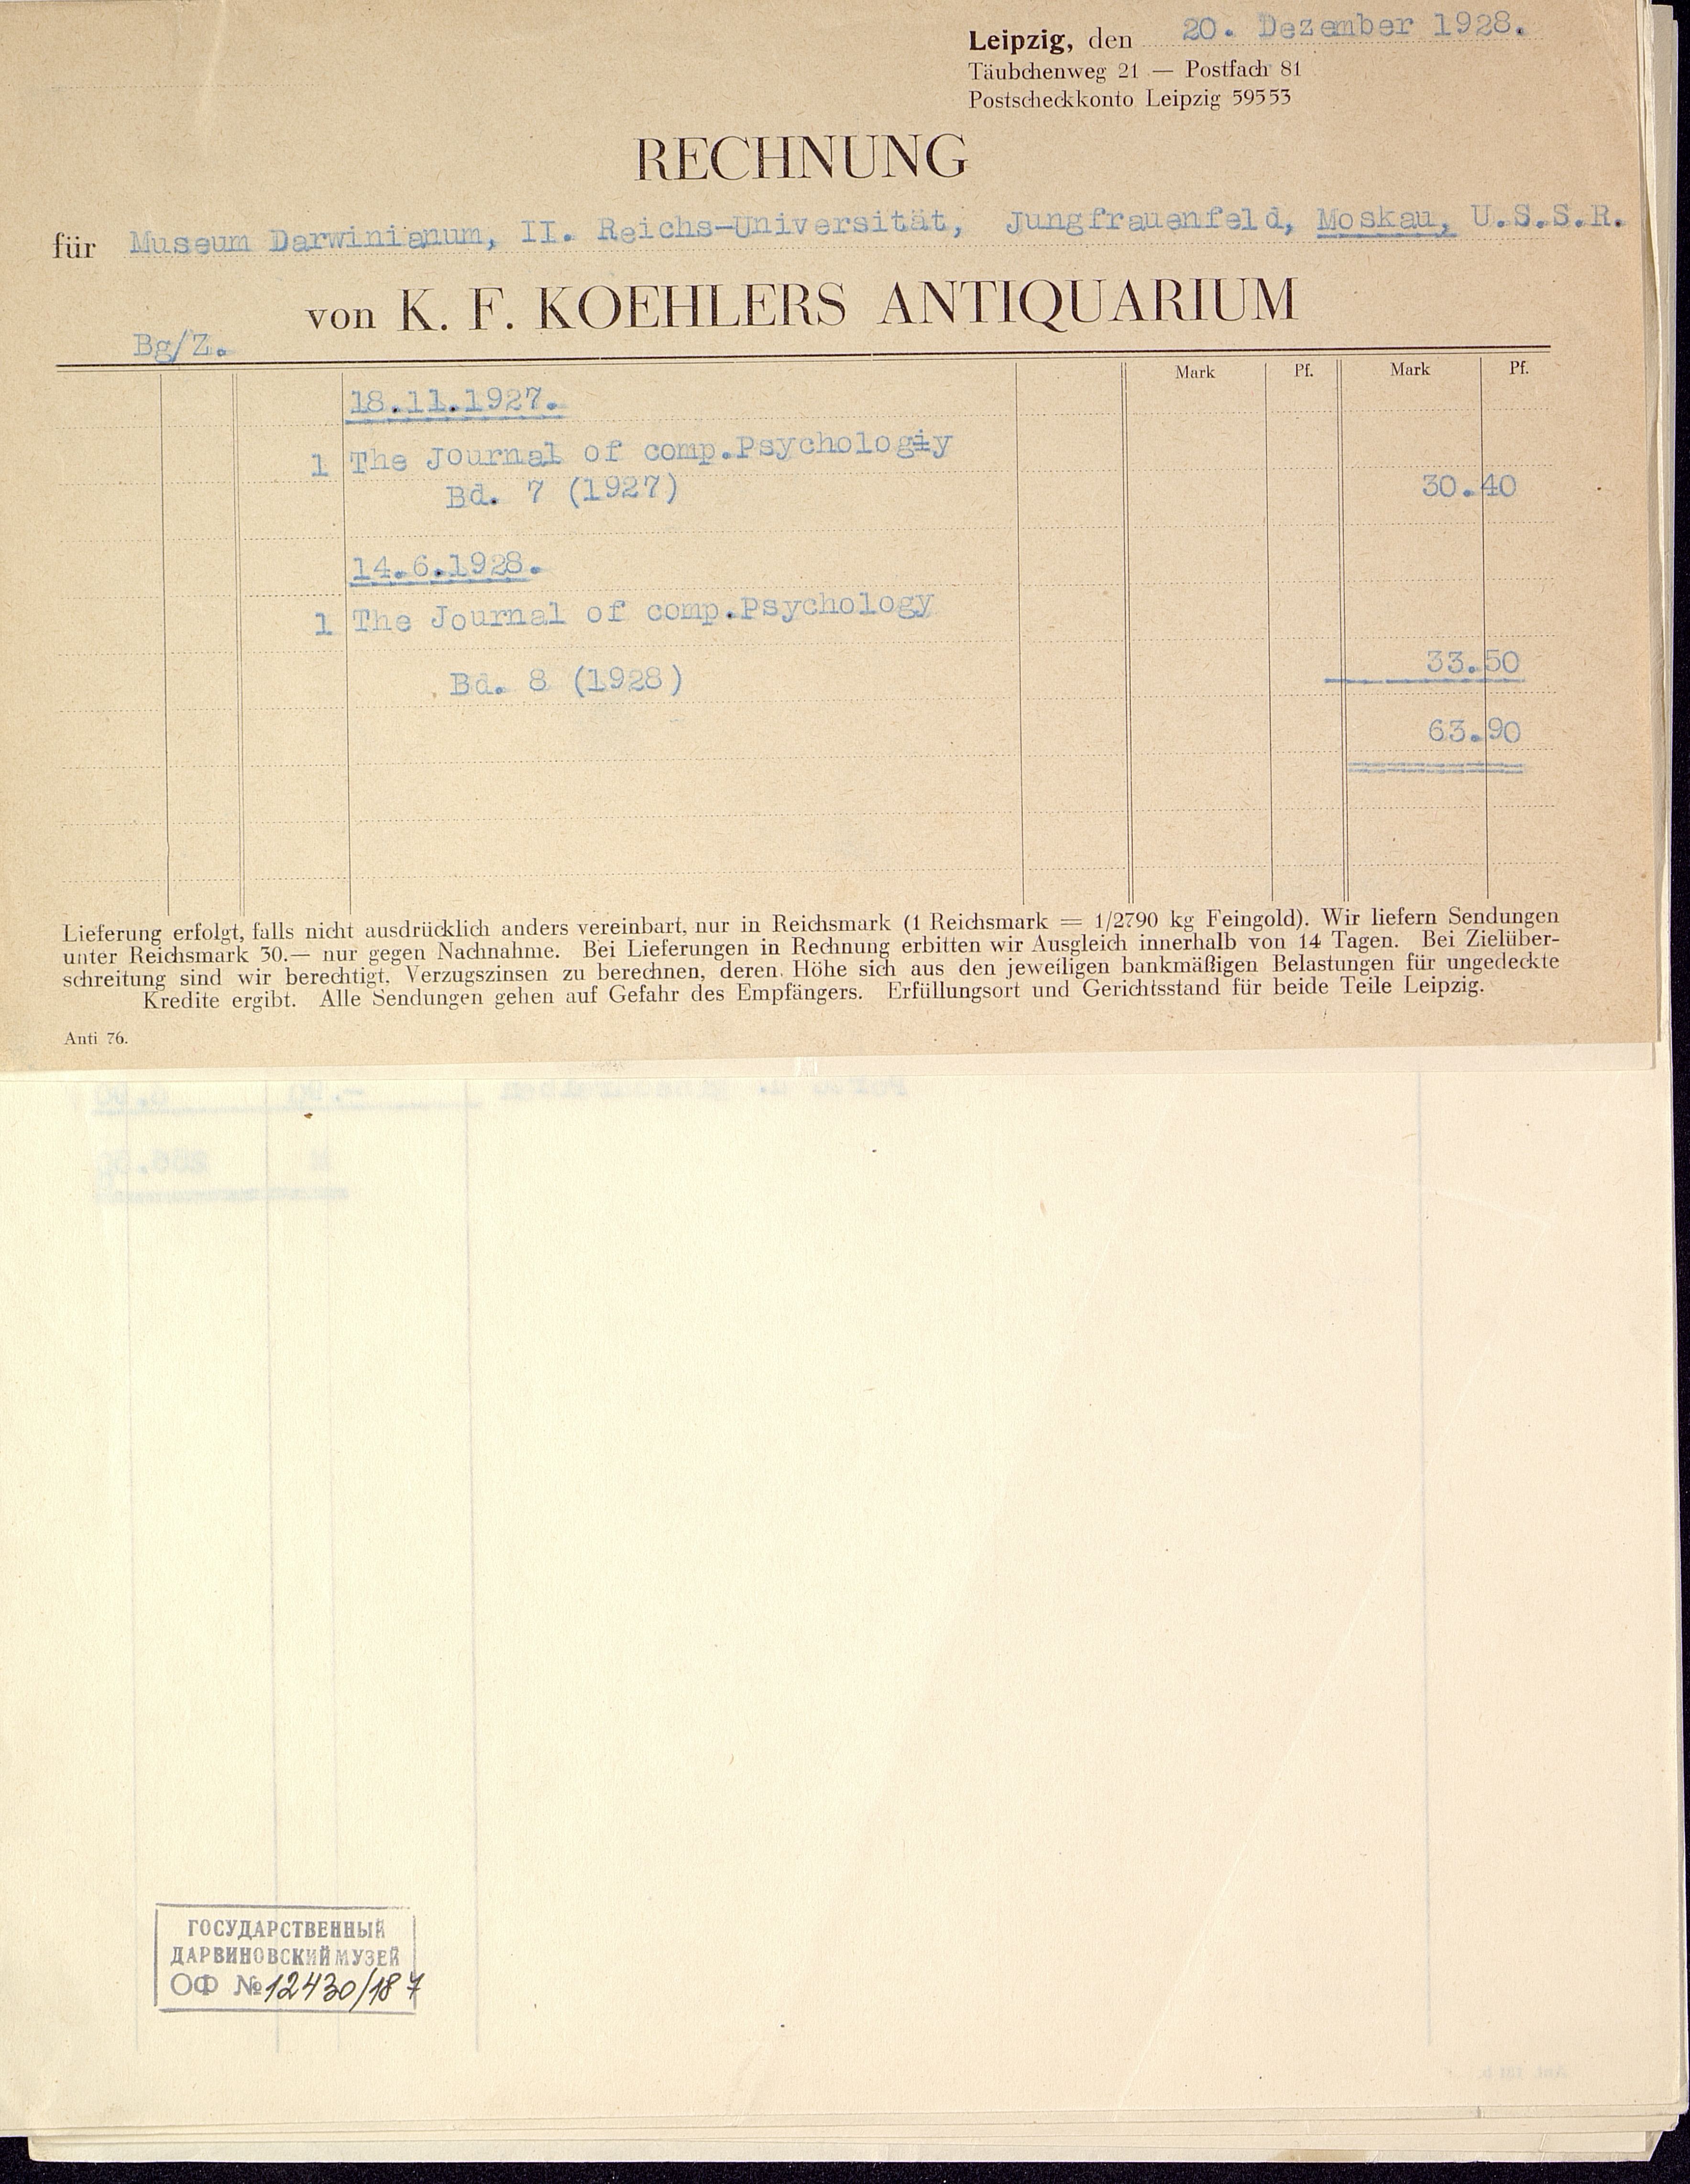 Leipzig, den 20. Dezember 1928.
Täubchenweg 21 — Postfach 81
Postscheckkonto Leipzig 59553
RECHNUNG
für Museum Darwinianum, II. Reichs-Universität, Jungfrauenfeld, Moskau, U.S.S.R.
von K. F. KOEHLERS ANTIQUARIUM
Bg/Z.
Mark Pf. Mark Pf.
18.11.1927.
1 The Journal of comp.Psychologiy
Bd. 7 (1927) 30.40
14.6.1928.
1 The Journal of comp.Psychology
Bd. 8 (1928) 33.50
63.90
Lieferung erfolgt, falls nicht ausdrücklich anders vereinbart, nur in Reichsmark (1 Reichsmark = 1/2790 kg Feingold). Wir liefern Sendungen
unter Reichsmark 30.— nur gegen Nachnahme. Bei Lieferungen in Rechnung erbitten wir Ausgleich innerhalb von 14 Tagen. Bei Zielüber-
schreitung sind wir berechtigt, Verzugszinsen zu berechnen, deren Höhe sich aus den jeweiligen bankmäßigen Belastungen für ungedeckte
Kredite ergibt. Alle Sendungen gehen auf Gefahr des Empfängers. Erfüllungsort und Gerichtsstand für beide Teile Leipzig.
Anti 76.
ГОСУДАРСТВЕННЫЙ
ДАРВИНОВСКИЙ МУЗЕЙ
ОФ №12430/187